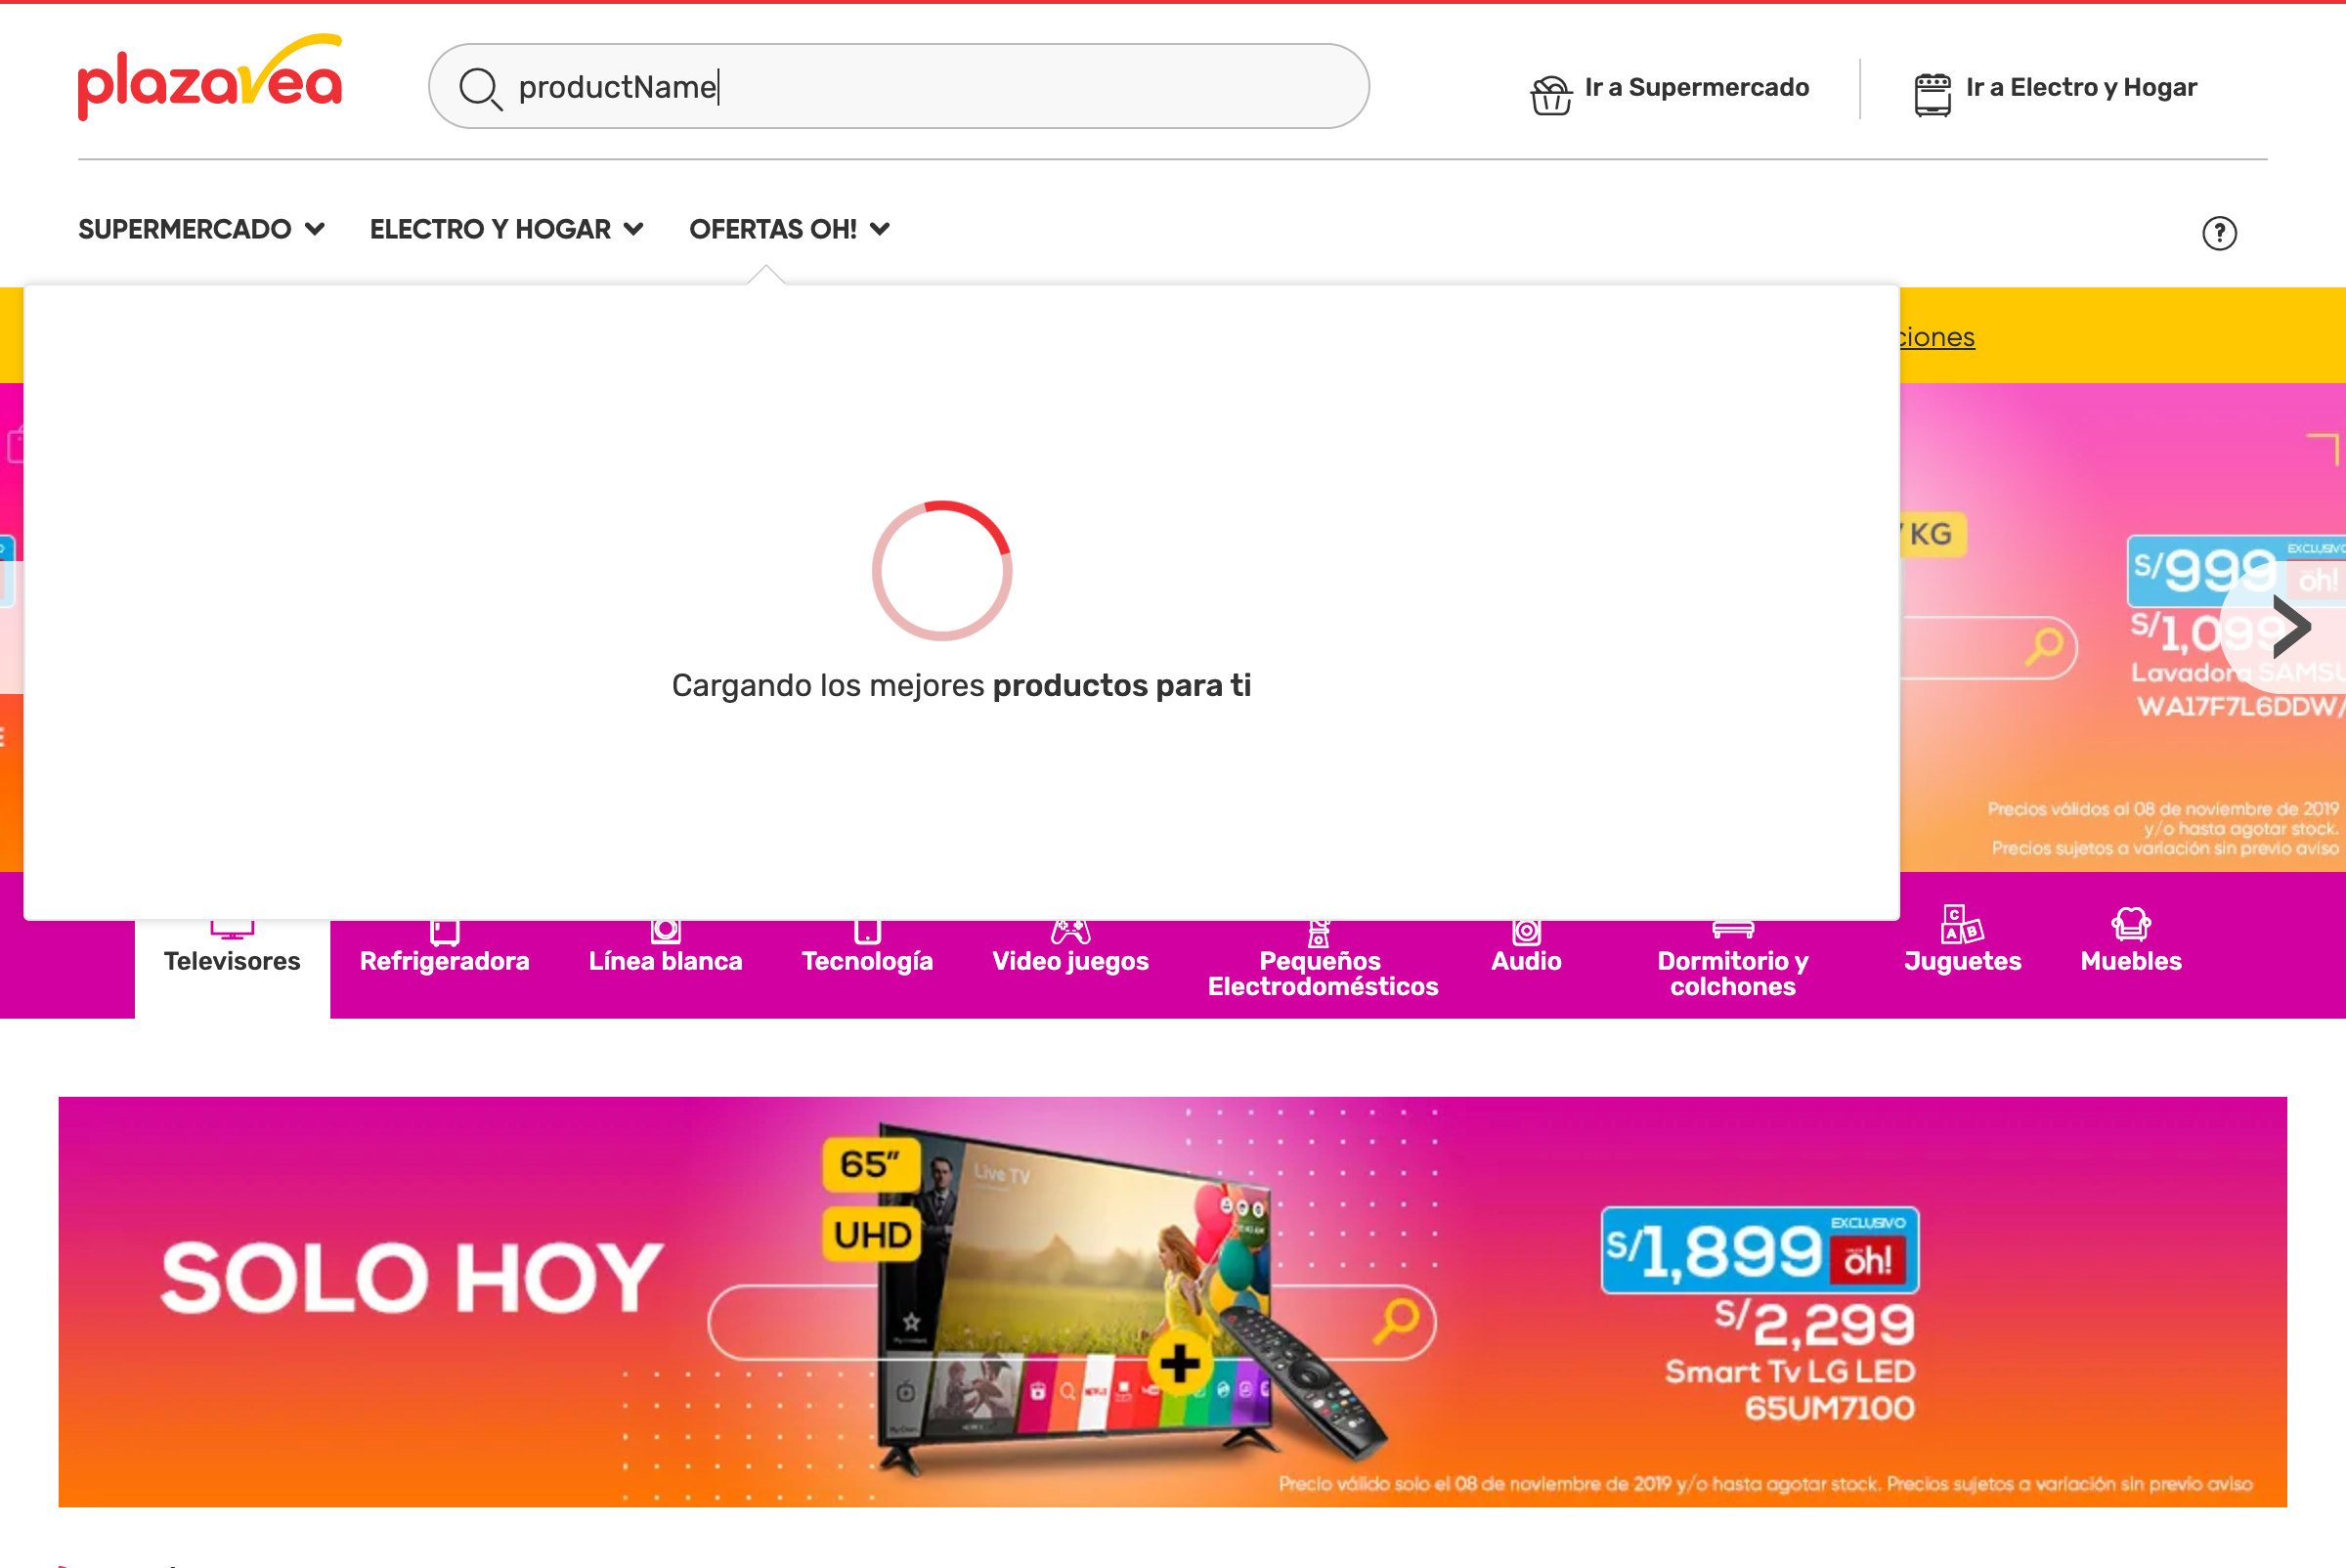 plazavea
productName
Ir a Supermercado
Ir a Electro y Hogar
SUPERMERCADO
ELECTRO Y HOGAR
OFERTAS OH!
?
ciones
Cargando los mejores productos para ti
/ KG
S/999 EXCLUSIVO
oh!
S/1,099
Lavadora SAMSU
WA17F7L6DDW/
Precios válidos al 08 de noviembre de 2019
y/o hasta agotar stock.
Precios sujetos a variación sin previo aviso
Televisores
Refrigeradora
Línea blanca
Tecnología
Video juegos
Pequeños
Electrodomésticos
Audio
Dormitorio y
colchones
Juguetes
Muebles
SOLO HOY
65"
UHD
Live TV
NETFLIX
S/1,899 EXCLUSIVO
oh!
S/2,299
Smart Tv LG LED
65UM7100
Precio válido solo el 08 de noviembre de 2019 y/o hasta agotar stock. Precios sujetos a variación sin previo aviso